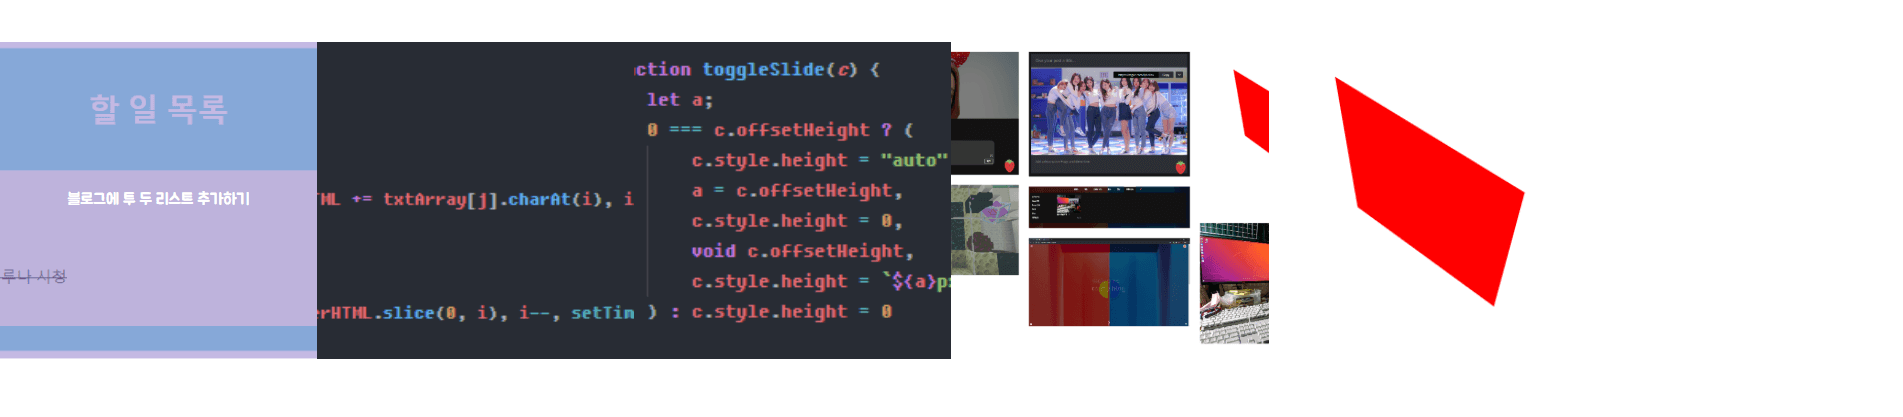 할 일 목록
블로그에 투 두 리스트 추가하기
루나 시청
TML += txtArray[j].charAt(i), i
erHTML.slice(0, i), i--, setTim
ction toggleSlide(c) {
let a;
0 === c.offsetHeight ? (
c.style.height = "auto"
a = c.offsetHeight,
c.style.height = 0,
void c.offsetHeight,
c.style.height = `${a}p
) : c.style.height = 0